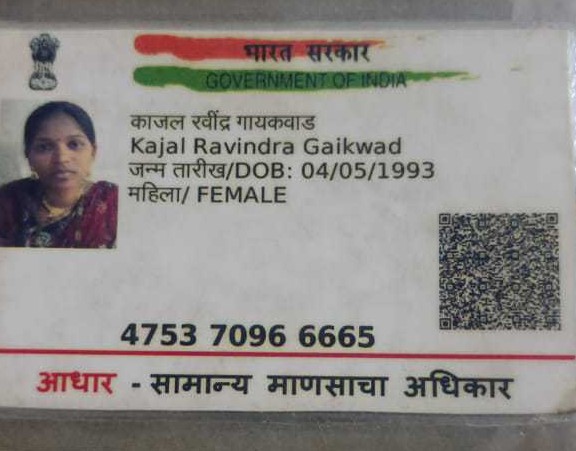 भारत सरकार
GOVERNMENT OF INDIA
काजल रवींद्र गायकवाड
Kajal Ravindra Gaikwad
जन्म तारीख/DOB: 04/05/1993
महिला/ FEMALE
4753 7096 6665
आधार - सामान्य माणसाचा अधिकार